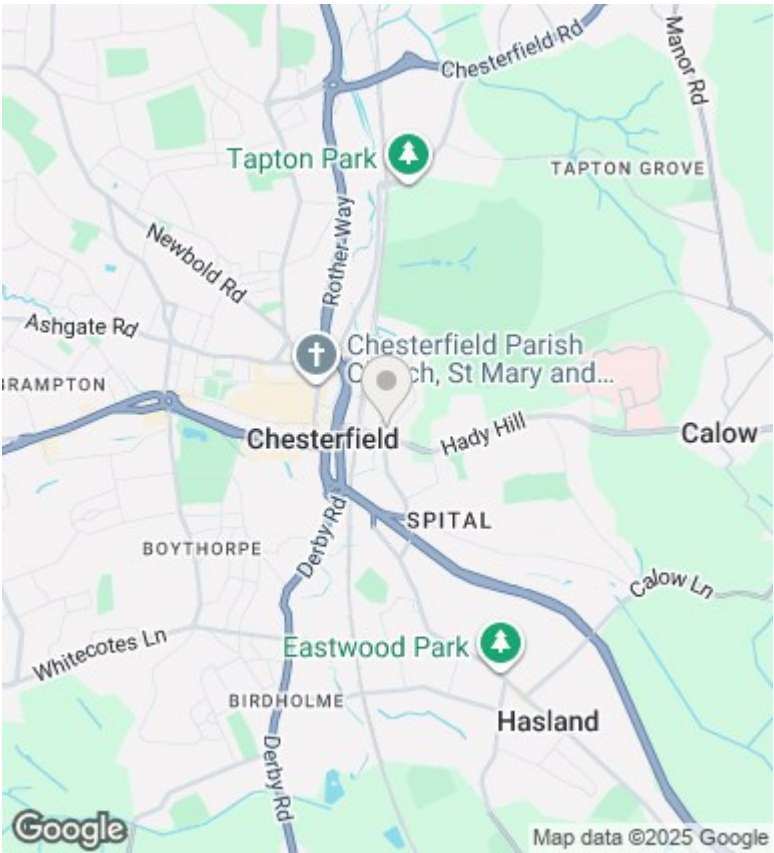 Chesterfield Rd
Manor Rd
Tapton Park
TAPTON GROVE
Newbold Rd
Rother Way
Ashgate Rd
Chesterfield Parish
Ch, St Mary and...
BRAMPTON
Chesterfield
Hady Hill
Calow
SPITAL
Derby Rd
BOYTHORPE
Calow Ln
Whitecotes Ln
Eastwood Park
BIRDHOLME
Hasland
Derby Rd
Google
Map data ©2025 Google